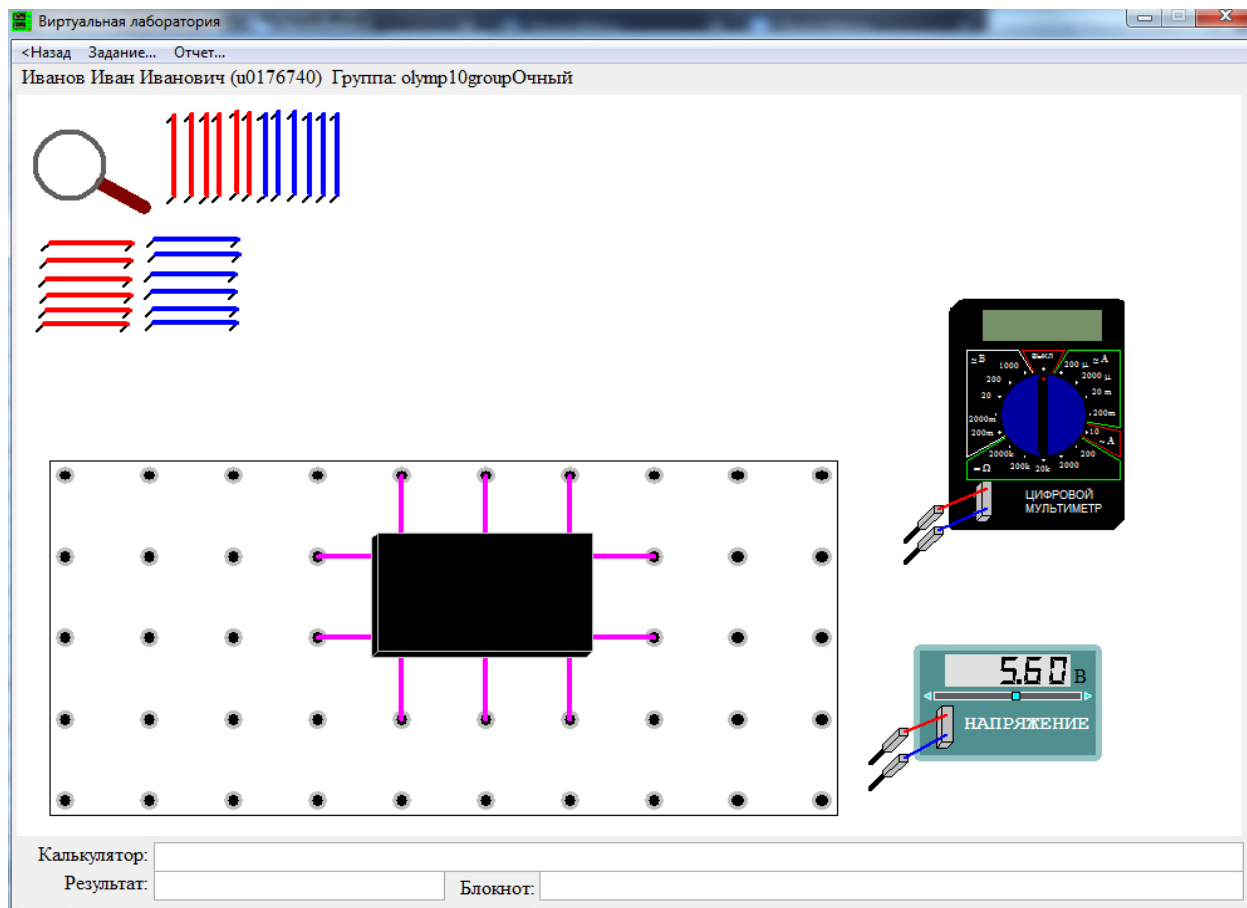 Виртуальная лаборатория
<Назад Задание... Отчет...
Иванов Иван Иванович (u0176740) Группа: olymp10groupОчный
≃В
выкл
≃А
1000
200 µ
200
2000 µ
20
20 m
2000m
200m
200m
10
~А
2000k
200
=Ω
200k
20k
2000
ЦИФРОВОЙ
МУЛЬТИМЕТР
5.60 В
НАПРЯЖЕНИЕ
Калькулятор:
Результат:
Блокнот: